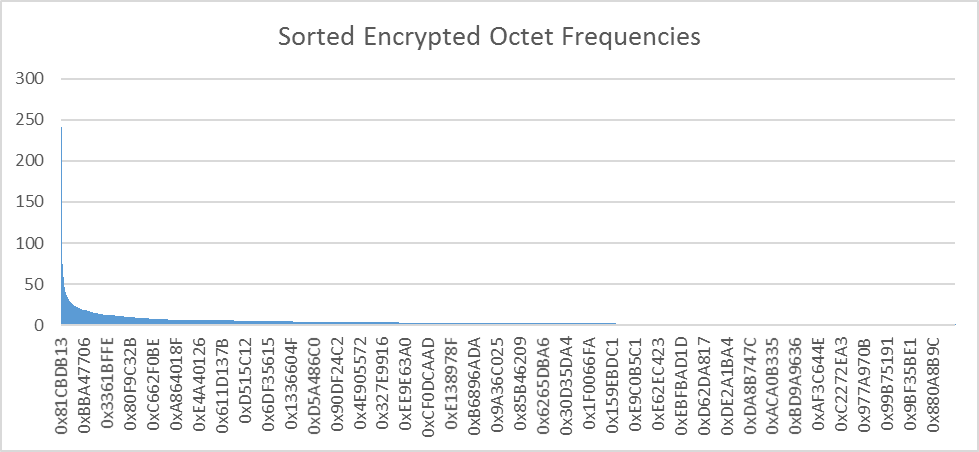 Sorted Encrypted Octet Frequencies
300
250
200
150
100
50
0
0x81CBDB13
0xBBA47706
0x3361BFFE
0x80F9C32B
0xC662F0BE
0xA864018F
0xE4A40126
0x611D137B
0xD515C12
0x6DF35615
0x1336604F
0xD5A486C0
0x90DF24C2
0x4E905572
0x327E9916
0xEE9E63A0
0xCF0DCAAD
0xE138978F
0xB6896ADA
0x9A36C025
0x85B46209
0x6265DBA6
0x30D35DA4
0x1F0066FA
0x159EBDC1
0xE9C0B5C1
0xE62EC423
0xEBFBAD1D
0xD62DA817
0xDE2A1BA4
0xDA8B747C
0xACA0B335
0xBD9A9636
0xAF3C644E
0xC2272EA3
0x977A970B
0x99B75191
0x9BF35BE1
0x880A8B9C